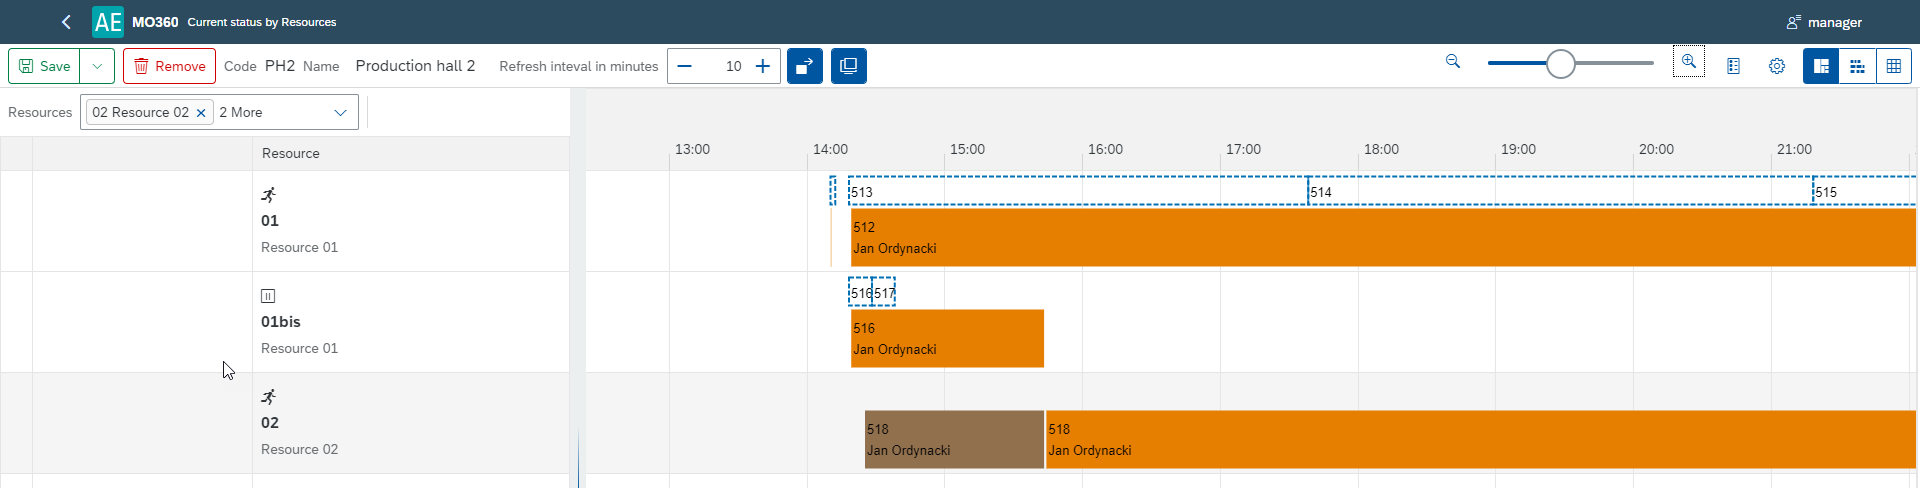 AE MO360 Current status by Resources manager
Save Remove Code PH2 Name Production hall 2 Refresh inteval in minutes 10
Resources 02 Resource 02 2 More
Resource 13:00 14:00 15:00 16:00 17:00 18:00 19:00 20:00 21:00
513 514 515
01
Resource 01
512
Jan Ordynacki
516 517
01bis
Resource 01
516
Jan Ordynacki
02
Resource 02
518 518
Jan Ordynacki Jan Ordynacki